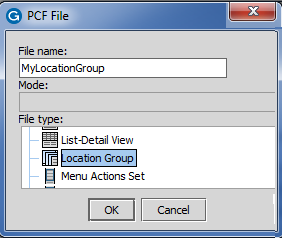 PCF File
File name:
MyLocationGroup
Mode:
File type:
List-Detail View
Location Group
Menu Actions Set
OK
Cancel